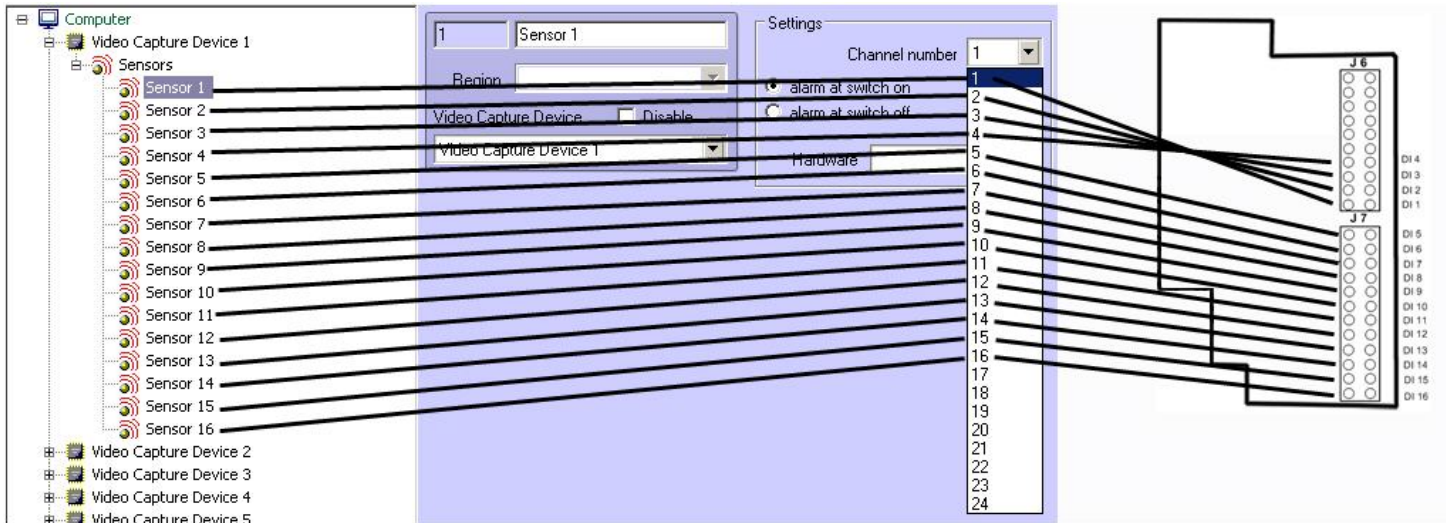 Computer
Video Capture Device 1
Sensors
Sensor 1
Sensor 2
Sensor 3
Sensor 4
Sensor 5
Sensor 6
Sensor 7
Sensor 8
Sensor 9
Sensor 10
Sensor 11
Sensor 12
Sensor 13
Sensor 14
Sensor 15
Sensor 16
Video Capture Device 2
Video Capture Device 3
Video Capture Device 4
Video Capture Device 5
1 Sensor 1
Region
Video Capture Device Disable
Video Capture Device 1
Settings
Channel number 1
alarm at switch on
alarm at switch off
Hardware
1
2
3
4
5
6
7
8
9
10
11
12
13
14
15
16
17
18
19
20
21
22
23
24
J 6
DI 4
DI 3
DI 2
DI 1
J 7
DI 5
DI 6
DI 7
DI 8
DI 9
DI 10
DI 11
DI 12
DI 13
DI 14
DI 15
DI 16